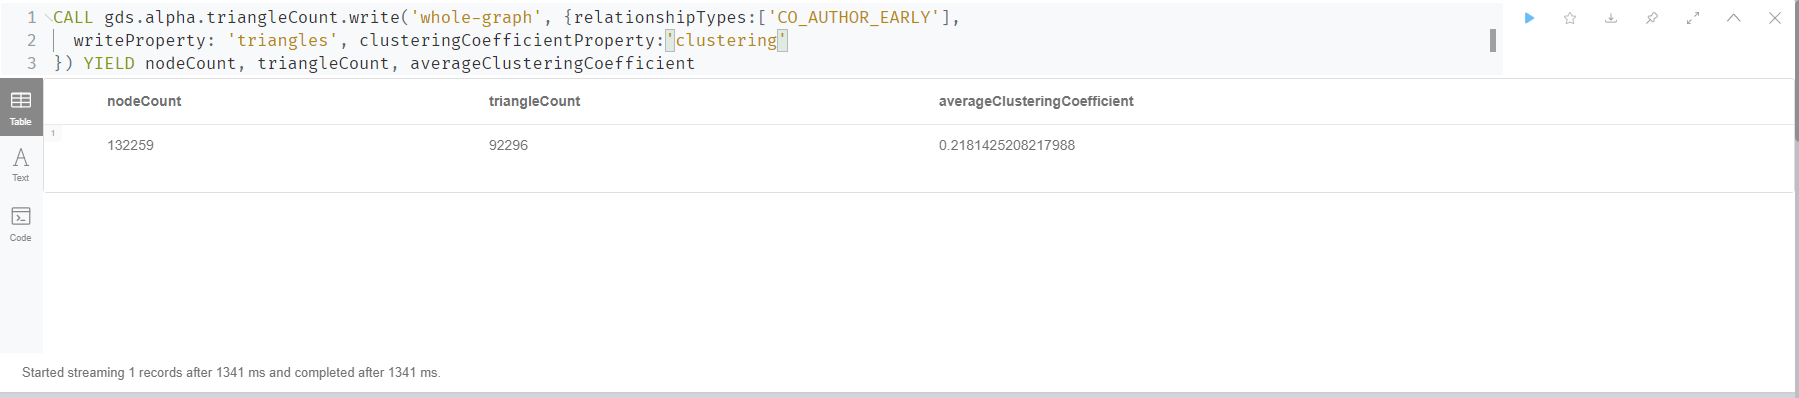 1 CALL gds.alpha.triangleCount.write('whole-graph', {relationshipTypes:['CO_AUTHOR_EARLY'],
2 writeProperty: 'triangles', clusteringCoefficientProperty:'clustering'
3 }) YIELD nodeCount, triangleCount, averageClusteringCoefficient
nodeCount triangleCount averageClusteringCoefficient
Table
1
132259 92296 0.2181425208217988
A
Text
Code
Started streaming 1 records after 1341 ms and completed after 1341 ms.